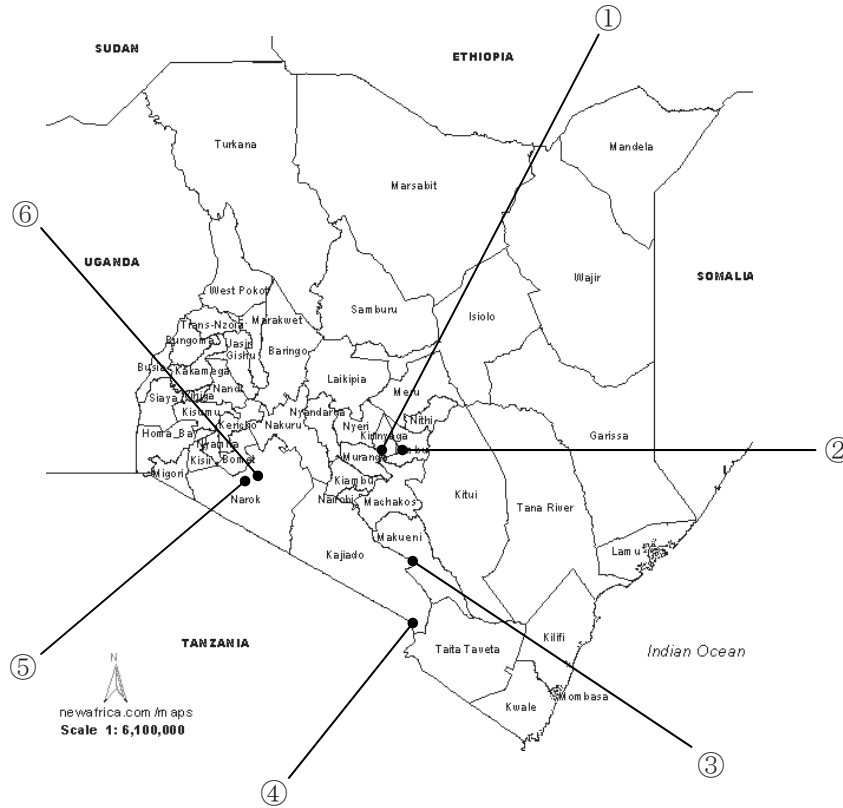 ①
SUDAN
ETHIOPIA
Turkana
Mandela
Marsabit
⑥
UGANDA
Wajir
SOMALIA
West Pokot
Samburu
Isiolo
Trans-Nzoia
Marakwet
Bungoma
Uasin
Gishu
Baringo
Busia
Kakamega
Laikipia
Nandi
Meru
Siaya
Kisumu
Nyandarua
Nithi
Kericho
Nakuru
Nyeri
Kirinyaga
Homa_Bay
Garissa
②
Nyamira
Muranga
Kisii
Bomet
Migori
Kiambu
Narok
Nairobi
Machakos
Kitui
Tana River
Makueni
Kajiado
Lamu
TANZANIA
Taita Taveta
Kilifi
Indian Ocean
⑤
N
Mombasa
Kwale
newafrica.com/maps
Scale 1: 6,100,000
③
④